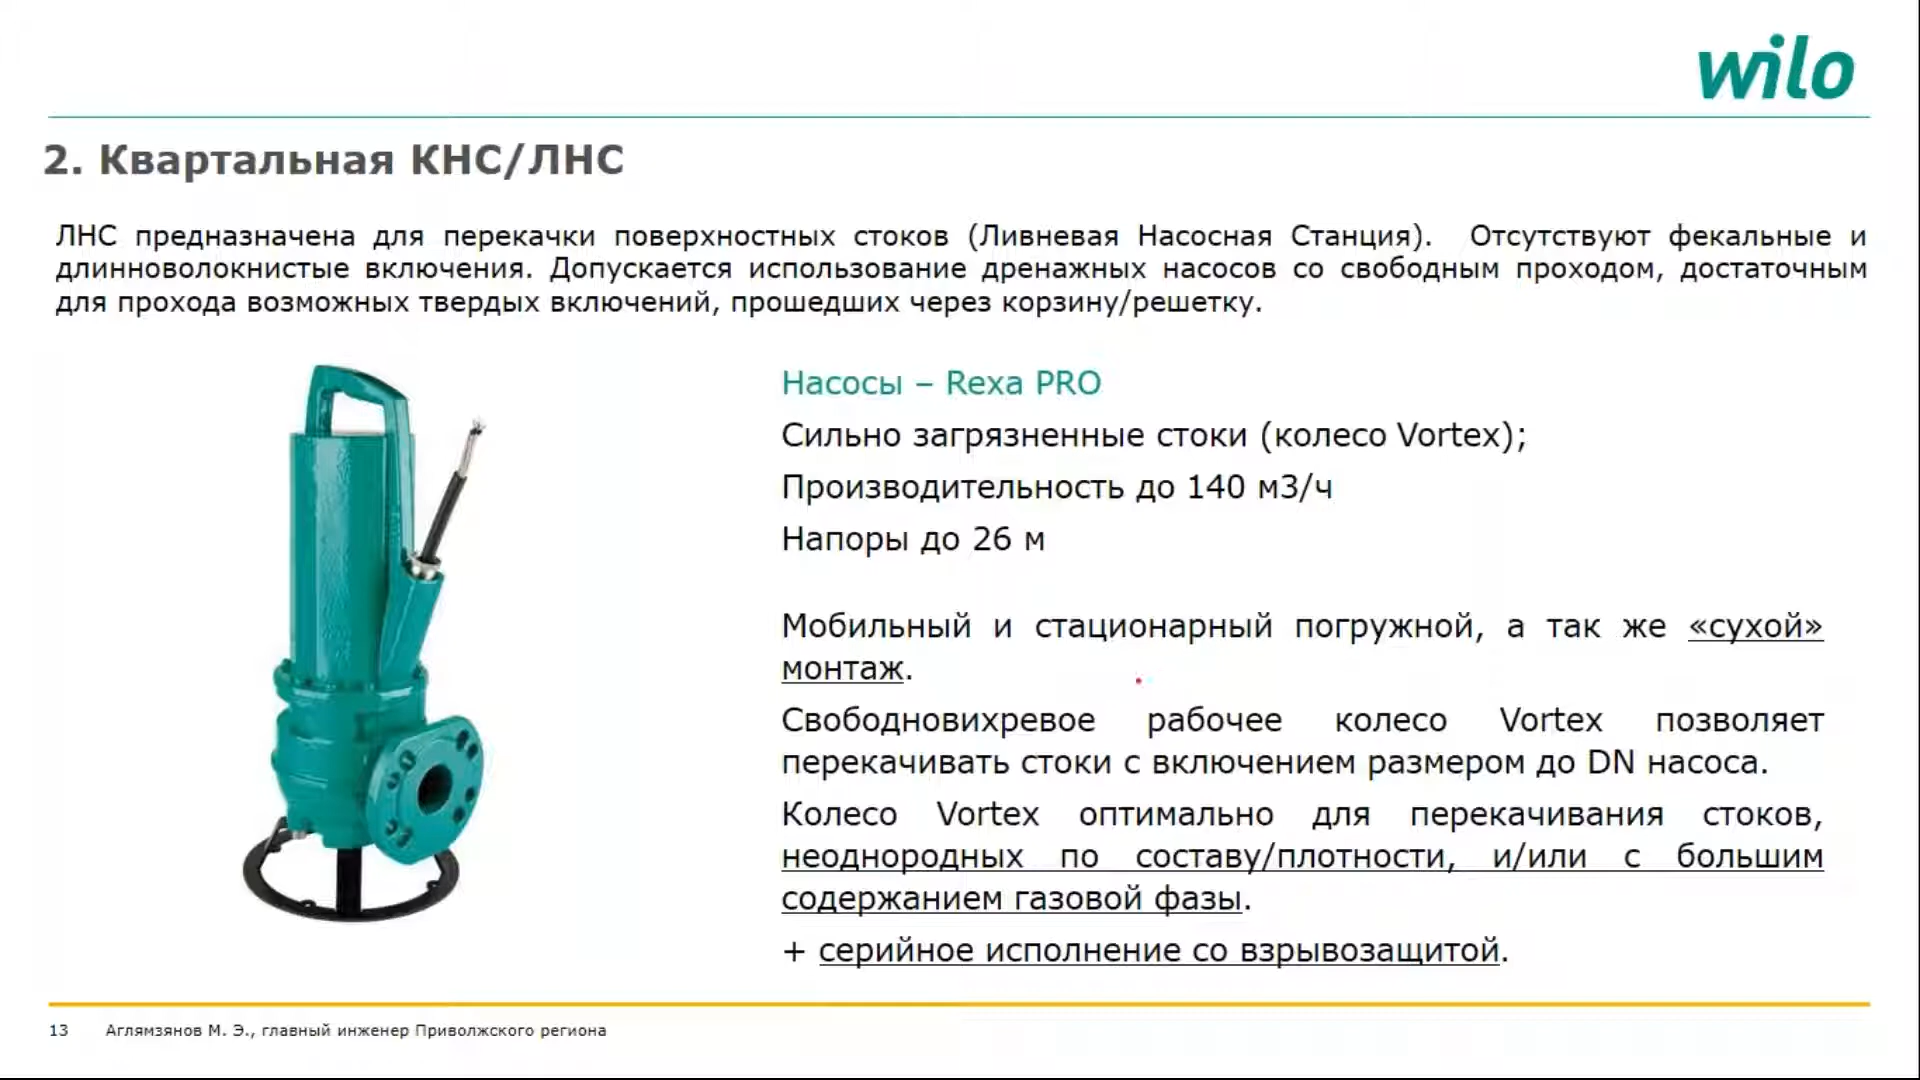 wilo
2. Квартальная КНС/ЛНС
ЛНС предназначена для перекачки поверхностных стоков (Ливневая Насосная Станция). Отсутствуют фекальные и
длинноволокнистые включения. Допускается использование дренажных насосов со свободным проходом, достаточным
для прохода возможных твердых включений, прошедших через корзину/решетку.
Насосы – Rexa PRO
Сильно загрязненные стоки (колесо Vortex);
Производительность до 140 м3/ч
Напоры до 26 м
Мобильный и стационарный погружной, а так же «сухой»
монтаж.
Свободновихревое рабочее колесо Vortex позволяет
перекачивать стоки с включением размером до DN насоса.
Колесо Vortex оптимально для перекачивания стоков,
неоднородных по составу/плотности, и/или с большим
содержанием газовой фазы.
+ серийное исполнение со взрывозащитой.
13 Аглямзянов М. Э., главный инженер Приволжского региона